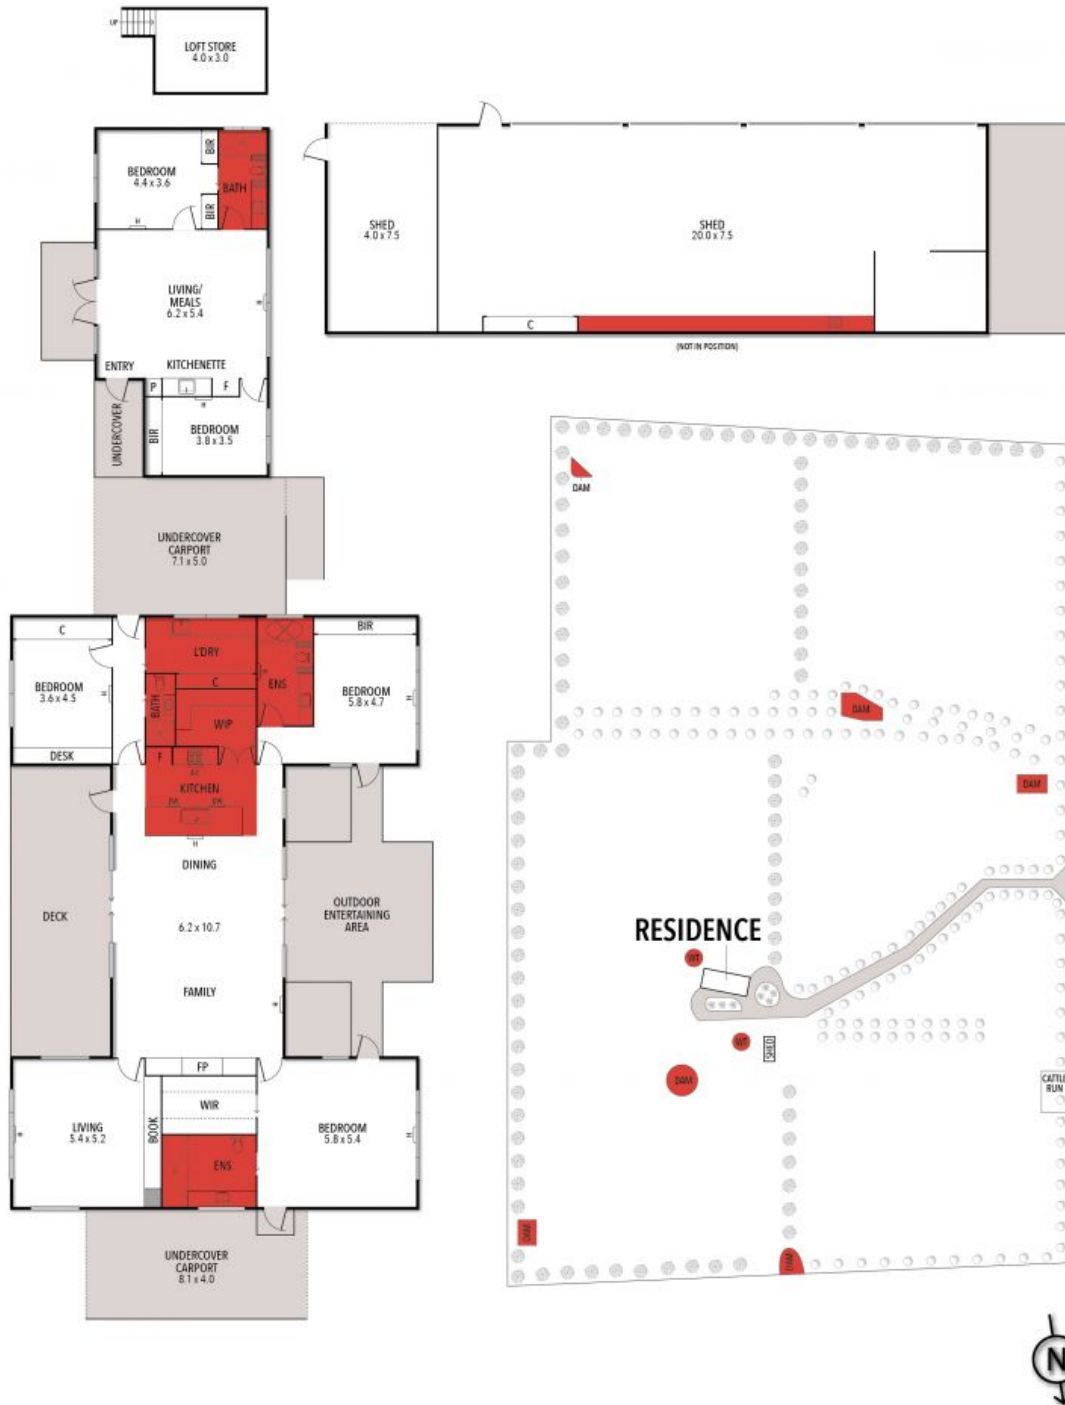 UP
LOFT STORE
4.0 x 3.0
BEDROOM
4.4 x 3.6
BIR
BIR
BATH
H
LIVING/
MEALS
6.2 x 5.4
H
ENTRY
KITCHENETTE
P
F
H
UNDERCOVER
BIR
BEDROOM
3.8 x 3.5
UNDERCOVER
CARPORT
7.1 x 5.0
SHED
4.0 x 7.5
SHED
20.0 x 7.5
C
(NOT IN POSITION)
C
BEDROOM
3.6 x 4.5
H
DESK
L'DRY
C
BATH
WIP
F
ENS
H
BIR
BEDROOM
5.8 x 4.7
H
KITCHEN
DW
H
DINING
6.2 x 10.7
FAMILY
H
DECK
OUTDOOR
ENTERTAINING
AREA
FP
WIR
BOOK
LIVING
5.4 x 5.2
H
ENS
BEDROOM
5.8 x 5.4
H
UNDERCOVER
CARPORT
8.1 x 4.0
DAM
DAM
DAM
RESIDENCE
WT
WT
SHED
DAM
CATTLE
RUN
DAM
DAM
N